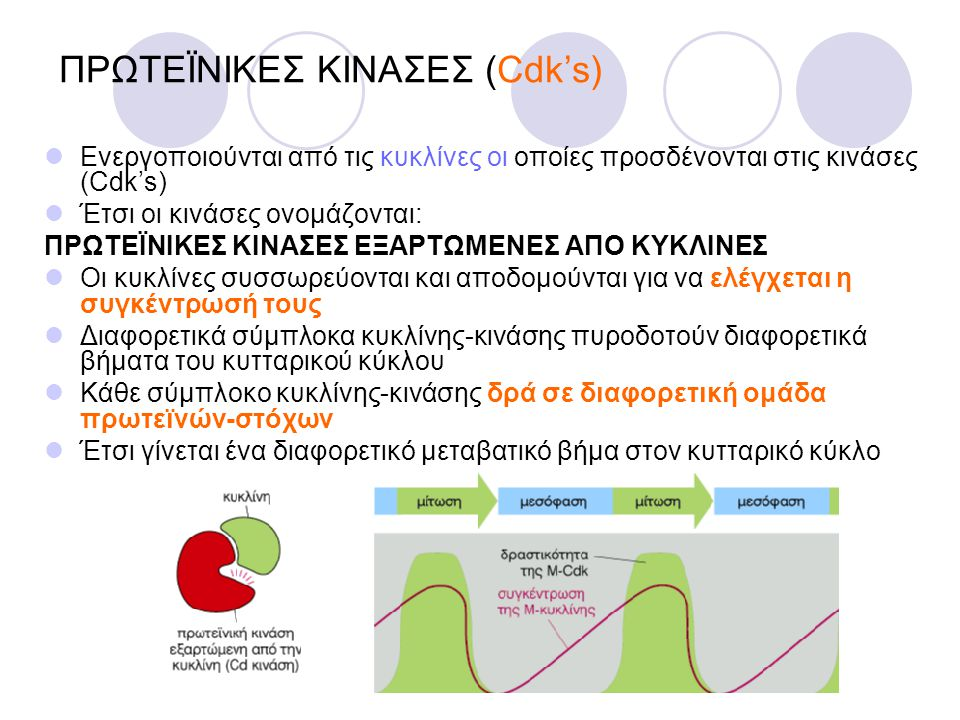 ΠΡΩΤΕΪΝΙΚΕΣ ΚΙΝΑΣΕΣ (Cdk’s)
Ενεργοποιούνται από τις κυκλίνες οι οποίες προσδένονται στις κινάσες
(Cdk’s)
Έτσι οι κινάσες ονομάζονται:
ΠΡΩΤΕΪΝΙΚΕΣ ΚΙΝΑΣΕΣ ΕΞΑΡΤΩΜΕΝΕΣ ΑΠΟ ΚΥΚΛΙΝΕΣ
Οι κυκλίνες συσσωρεύονται και αποδομούνται για να ελέγχεται η
συγκέντρωσή τους
Διαφορετικά σύμπλοκα κυκλίνης-κινάσης πυροδοτούν διαφορετικά
βήματα του κυτταρικού κύκλου
Κάθε σύμπλοκο κυκλίνης-κινάσης δρά σε διαφορετική ομάδα
πρωτεϊνών-στόχων
Έτσι γίνεται ένα διαφορετικό μεταβατικό βήμα στον κυτταρικό κύκλο
κυκλίνη
πρωτεϊνική κινάση
εξαρτώμενη από την
κυκλίνη (Cd κινάση)
μίτωση μεσόφαση μίτωση μεσόφαση
δραστικότητα
της M-Cdk
συγκέντρωση
της Μ-κυκλίνης